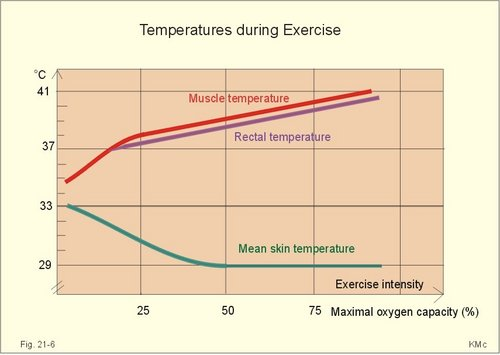 Temperatures during Exercise
°C
41
Muscle temperature
Rectal temperature
37
33
Mean skin temperature
29
Exercise intensity
25 50 75 Maximal oxygen capacity (%)
Fig. 21-6 KMc